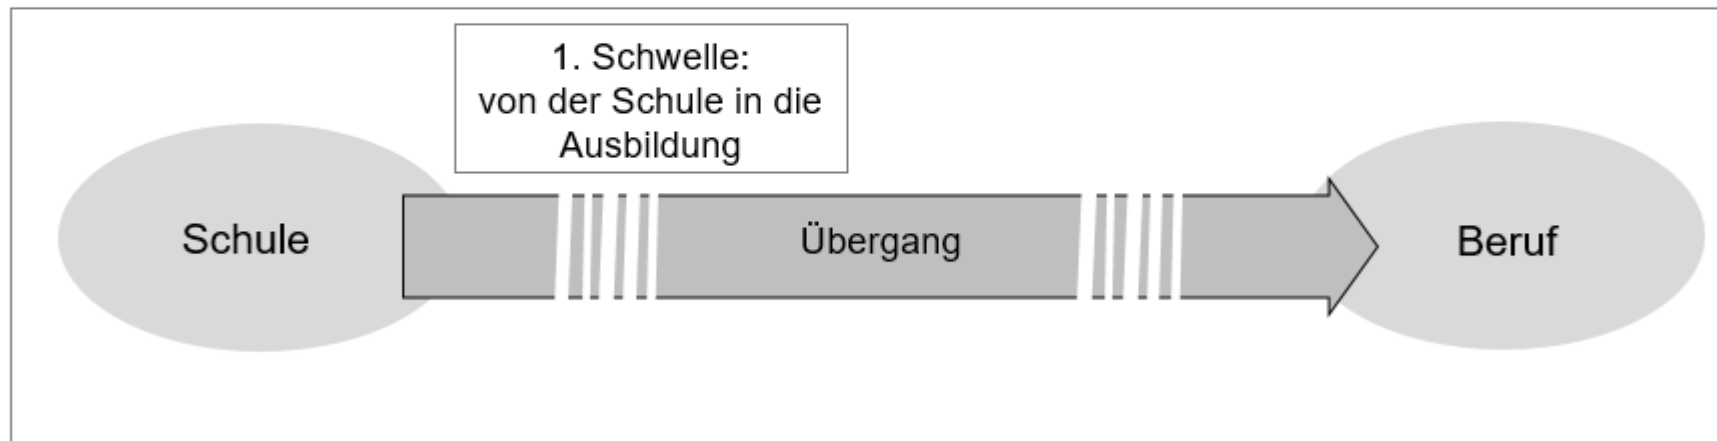 1. Schwelle:
von der Schule in die
Ausbildung
Schule
Übergang
Beruf